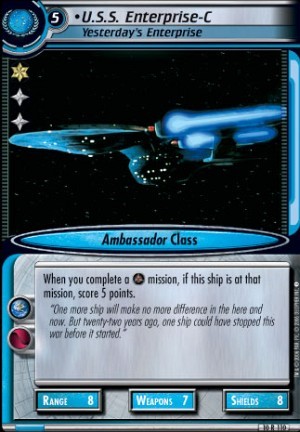 5
•U.S.S. Enterprise-C
Yesterday's Enterprise
Ambassador Class
When you complete a mission, if this ship is at that
mission, score 5 points.
"One more ship will make no more difference in the here and
now. But twenty-two years ago, one ship could have stopped this
war before it started."
Range 8
Weapons 7
Shields 8